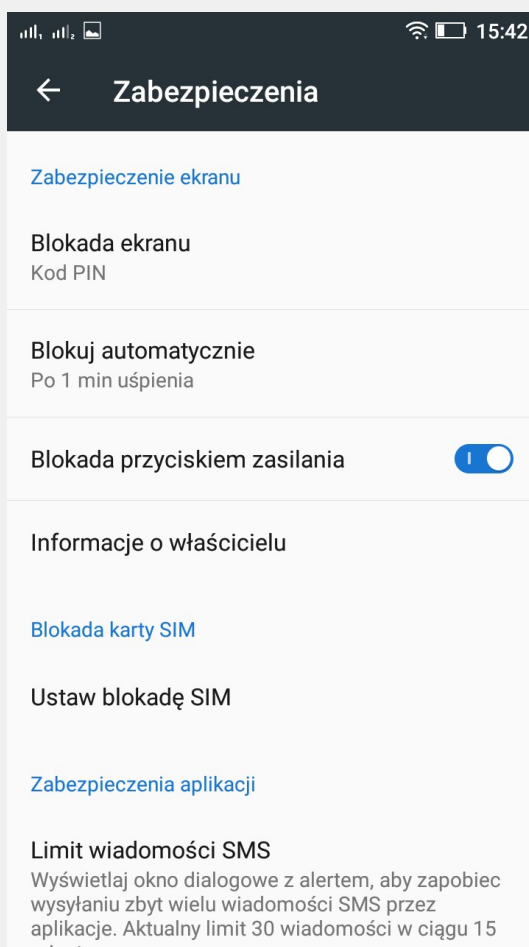 15:42
Zabezpieczenia
Zabezpieczenie ekranu
Blokada ekranu
Kod PIN
Blokuj automatycznie
Po 1 min uśpienia
Blokada przyciskiem zasilania
Informacje o właścicielu
Blokada karty SIM
Ustaw blokadę SIM
Zabezpieczenia aplikacji
Limit wiadomości SMS
Wyświetlaj okno dialogowe z alertem, aby zapobiec
wysyłaniu zbyt wielu wiadomości SMS przez
aplikacje. Aktualny limit 30 wiadomości w ciągu 15